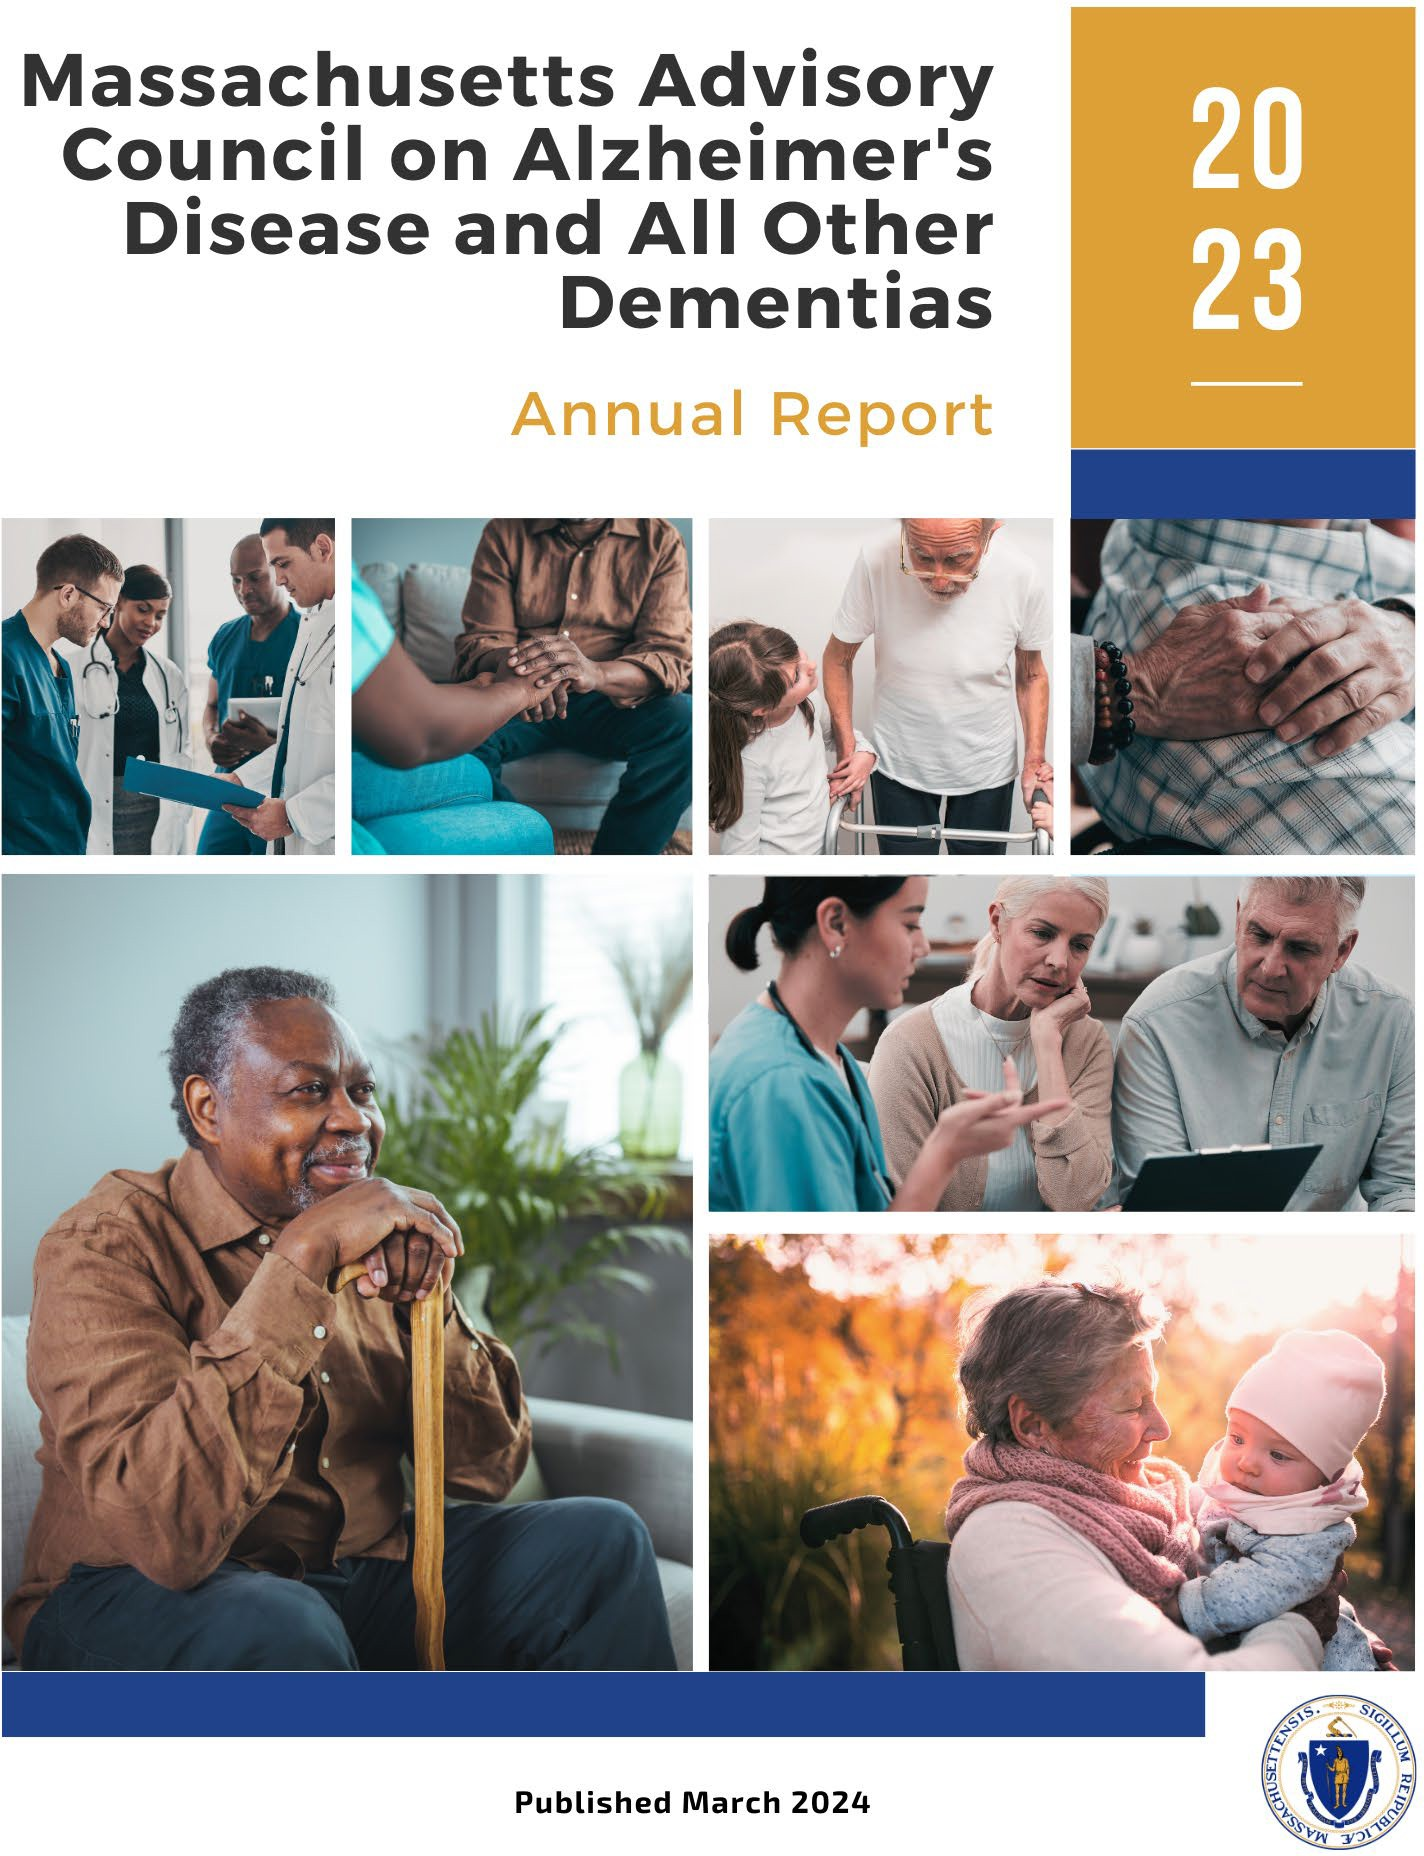 Massachusetts Advisory
Council on Alzheimer's
Disease and All Other
Dementias
Annual Report
20
23
Published March 2024
SIGILLUM REIPUBLICÆ MASSACHUSETTENSIS.